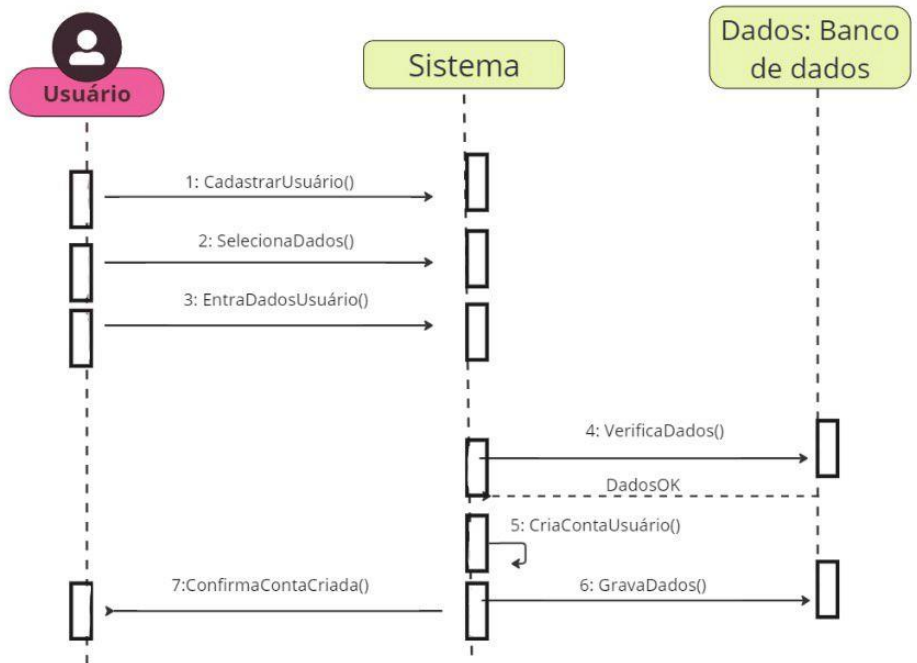 Usuário
Sistema
Dados: Banco
de dados
1: CadastrarUsuário()
2: SelecionaDados()
3: EntraDadosUsuário()
4: VerificaDados()
DadosOK
5: CriaContaUsuário()
7:ConfirmaContaCriada()
6: GravaDados()